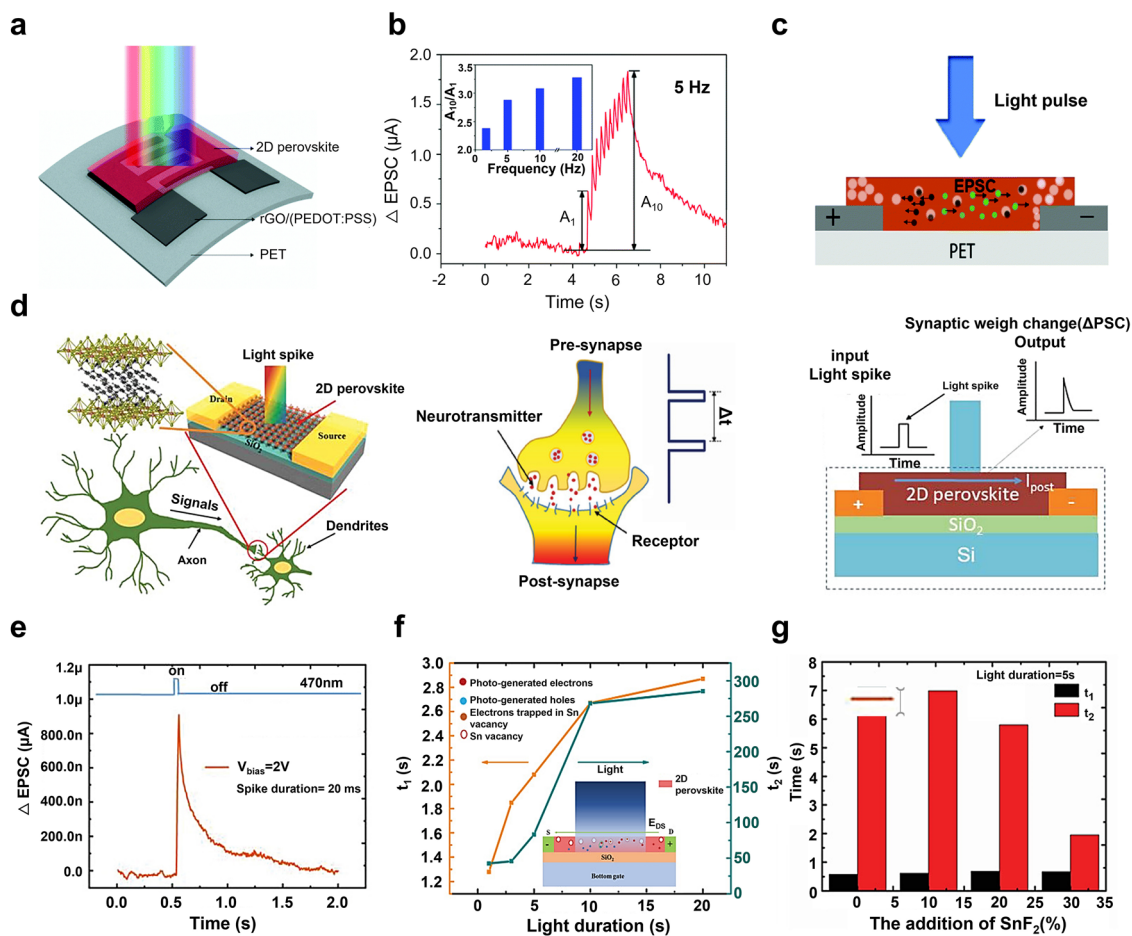 a
2D perovskite
rGO/(PEDOT:PSS)
PET
b
Δ EPSC (μA)
2.0
1.5
1.0
0.5
0.0
-2
0
2
4
6
8
10
Time (s)
5 Hz
A1
A10
A10/A1
3.5
3.0
2.5
2.0
5
10
20
Frequency (Hz)
c
Light pulse
EPSC
+
−
PET
d
Light spike
2D perovskite
Drain
SiO2
Source
Signals
Axon
Dendrites
Pre-synapse
Neurotransmitter
Δt
Receptor
Post-synapse
Synaptic weigh change(ΔPSC)
Output
input
Light spike
Light spike
Amplitude
Time
Amplitude
Time
Ipost
2D perovskite
+
-
SiO2
Si
e
Δ EPSC (μA)
1.2μ
1.0μ
800.0n
600.0n
400.0n
200.0n
0.0
on
off
470nm
Vbias=2V
Spike duration= 20 ms
0.0
0.5
1.0
1.5
2.0
Time (s)
f
t1 (s)
3.0
2.8
2.6
2.4
2.2
2.0
1.8
1.6
1.4
1.2
Photo-generated electrons
Photo-generated holes
Electrons trapped in Sn
vacancy
Sn vacancy
Light
2D
perovskite
EDS
S
D
-
+
SiO2
Bottom gate
0
5
10
15
20
Light duration (s)
300
250
200
150
100
50
0
t2 (s)
g
Time (s)
8
7
6
5
4
3
2
1
0
Light duration=5s
t1
t2
0
5
10
15
20
25
30
35
The addition of SnF2(%)